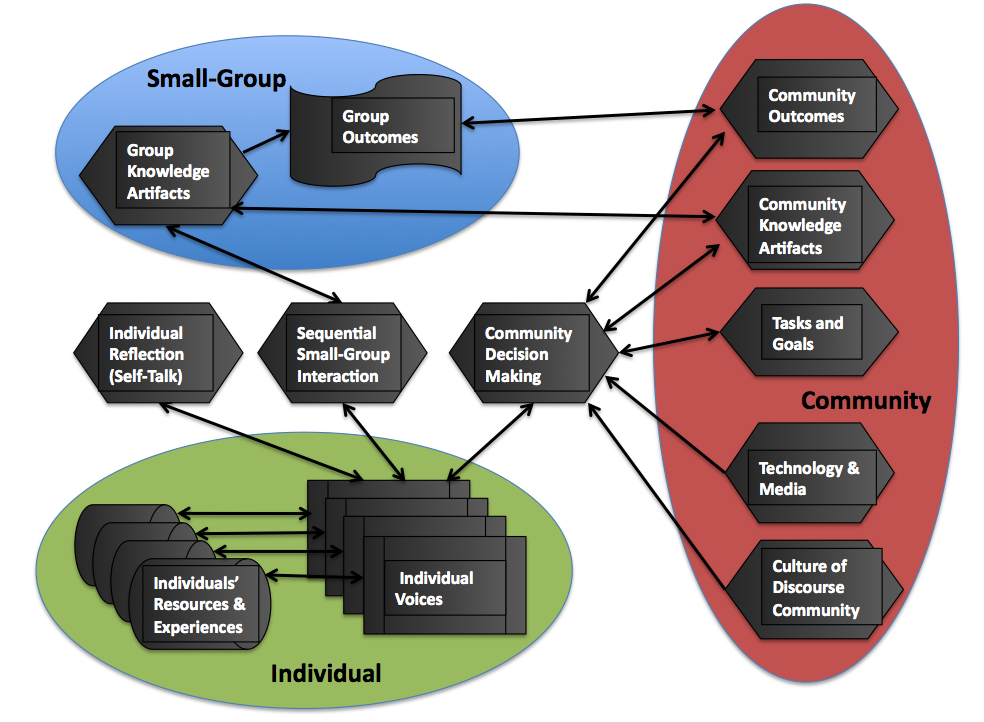 Small-Group
Group
Outcomes
Group
Knowledge
Artifacts
Community
Outcomes
Community
Knowledge
Artifacts
Individual
Reflection
(Self-Talk)
Sequential
Small-Group
Interaction
Community
Decision
Making
Tasks and
Goals
Community
Technology &
Media
Individuals’
Resources &
Experiences
Individual
Voices
Culture of
Discourse
Community
Individual